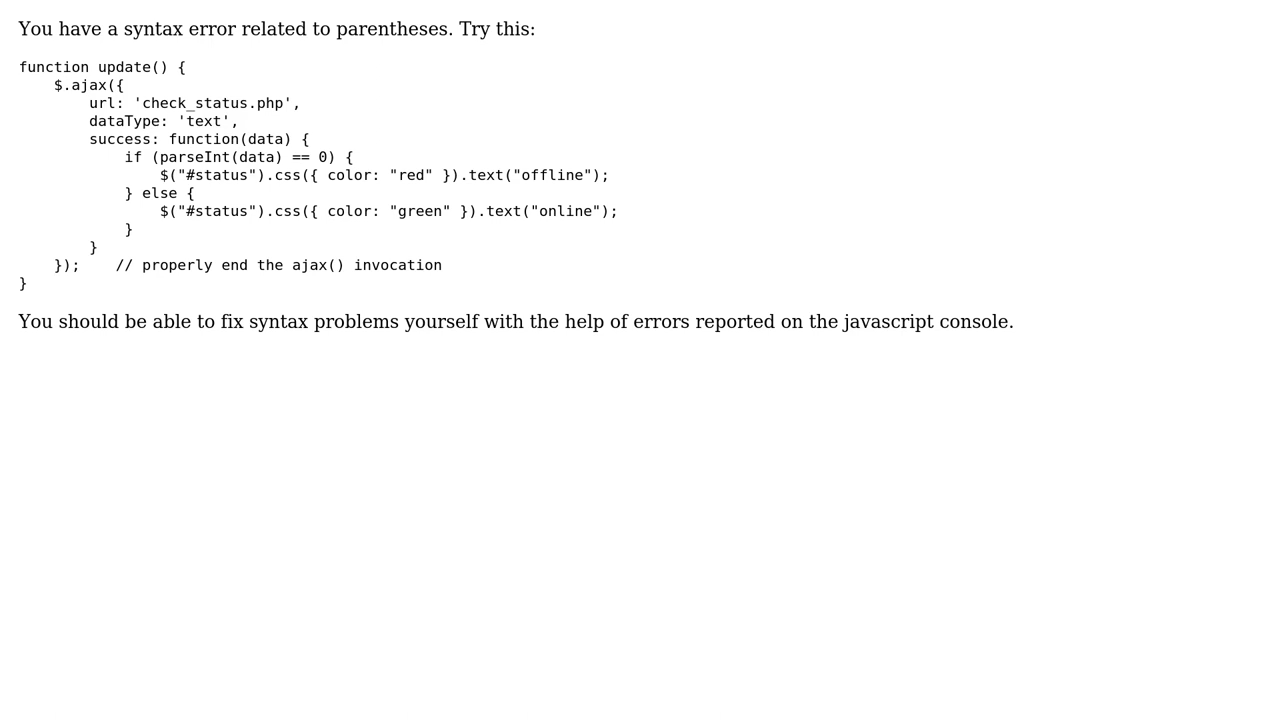 You have a syntax error related to parentheses. Try this:
function update() {
    $.ajax({
        url: 'check_status.php',
        dataType: 'text',
        success: function(data) {
            if (parseInt(data) == 0) {
                $("#status").css({ color: "red" }).text("offline");
            } else {
                $("#status").css({ color: "green" }).text("online");
            }
        }
    });    // properly end the ajax() invocation
}
You should be able to fix syntax problems yourself with the help of errors reported on the javascript console.